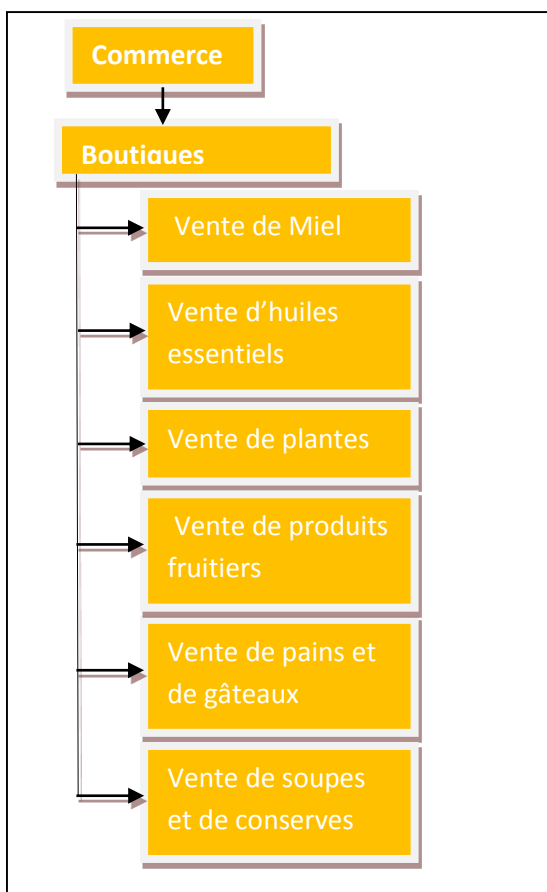 Commerce
Boutiques
Vente de Miel
Vente d’huiles
essentiels
Vente de plantes
Vente de produits
fruitiers
Vente de pains et
de gâteaux
Vente de soupes
et de conserves